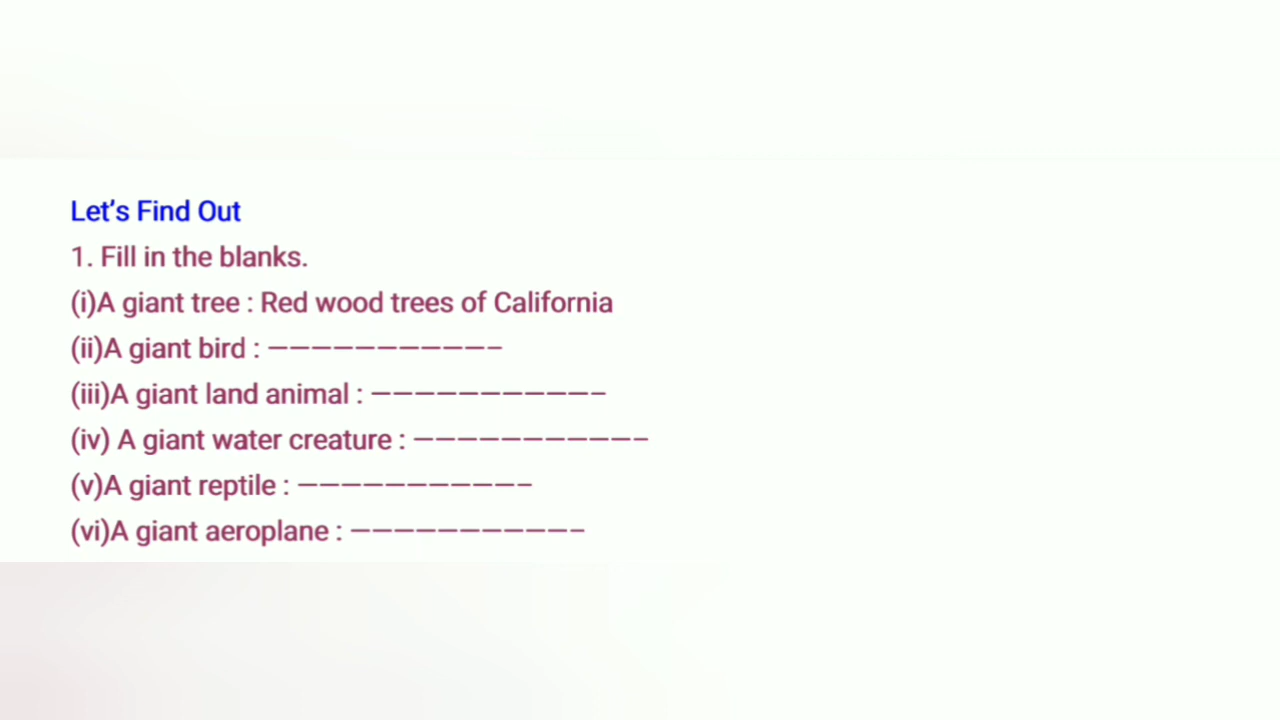 Let's Find Out
1. Fill in the blanks.
(i)A giant tree : Red wood trees of California
(ii)A giant bird : ———————————–
(iii)A giant land animal : ———————————–
(iv) A giant water creature : ———————————–
(v)A giant reptile : ———————————–
(vi)A giant aeroplane : ———————————–